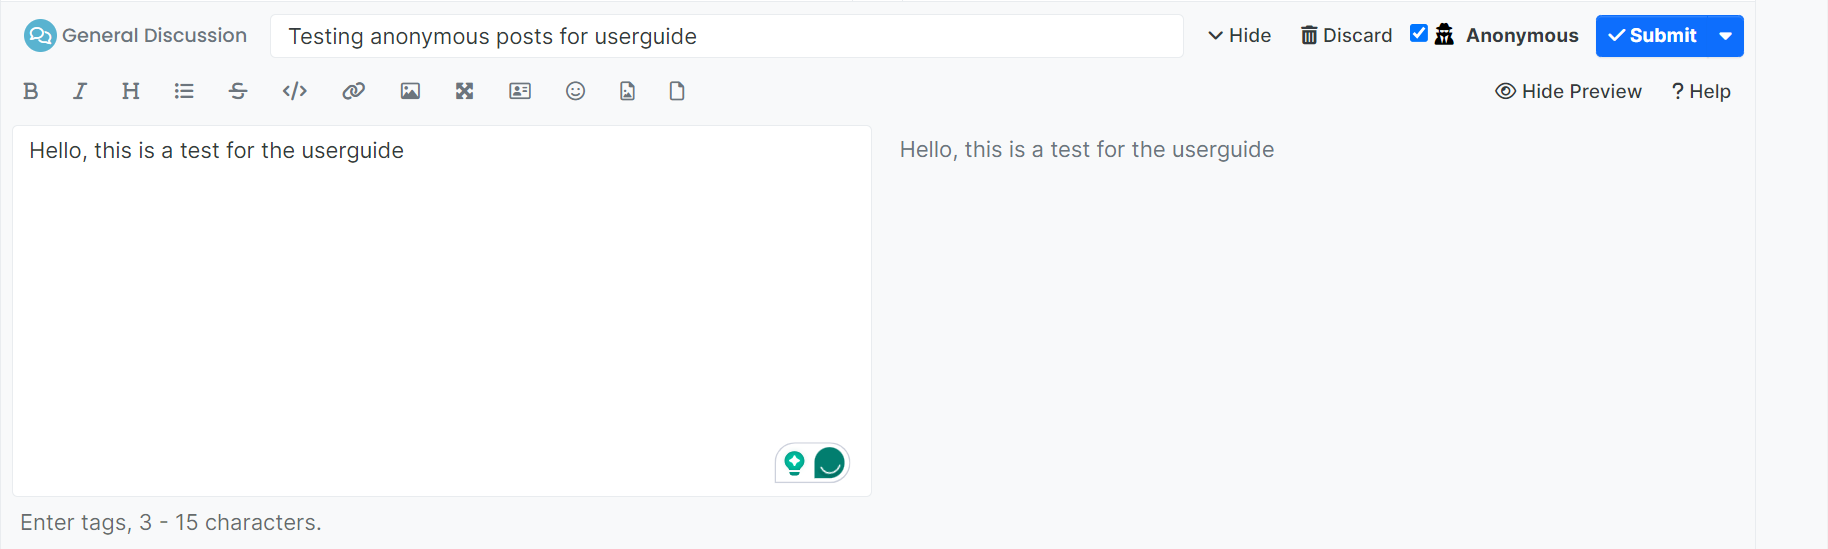 General Discussion
Testing anonymous posts for userguide
Hide
Discard
Anonymous
Submit
B I H S </>
Hide Preview
? Help
Hello, this is a test for the userguide
Hello, this is a test for the userguide
Enter tags, 3 - 15 characters.